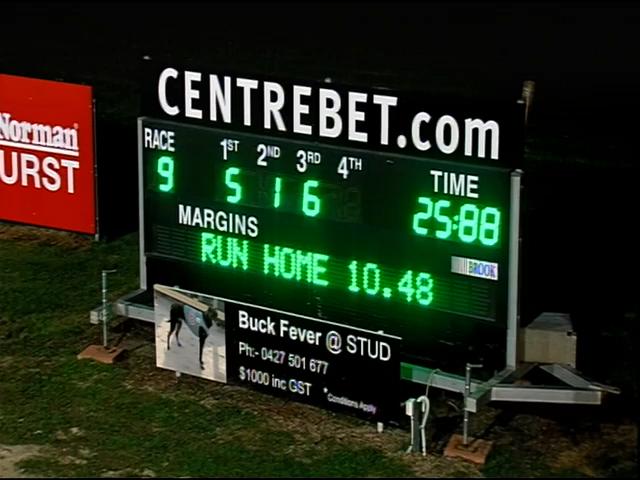 CENTREBET.com
RACE 1ST 2ND 3RD 4TH TIME
9 5 1 6 25:88
MARGINS
RUN HOME 10.48
BROOK
Norman
URST
Buck Fever @ STUD
Ph:- 0427 501 677
$1000 inc GST *Conditions Apply